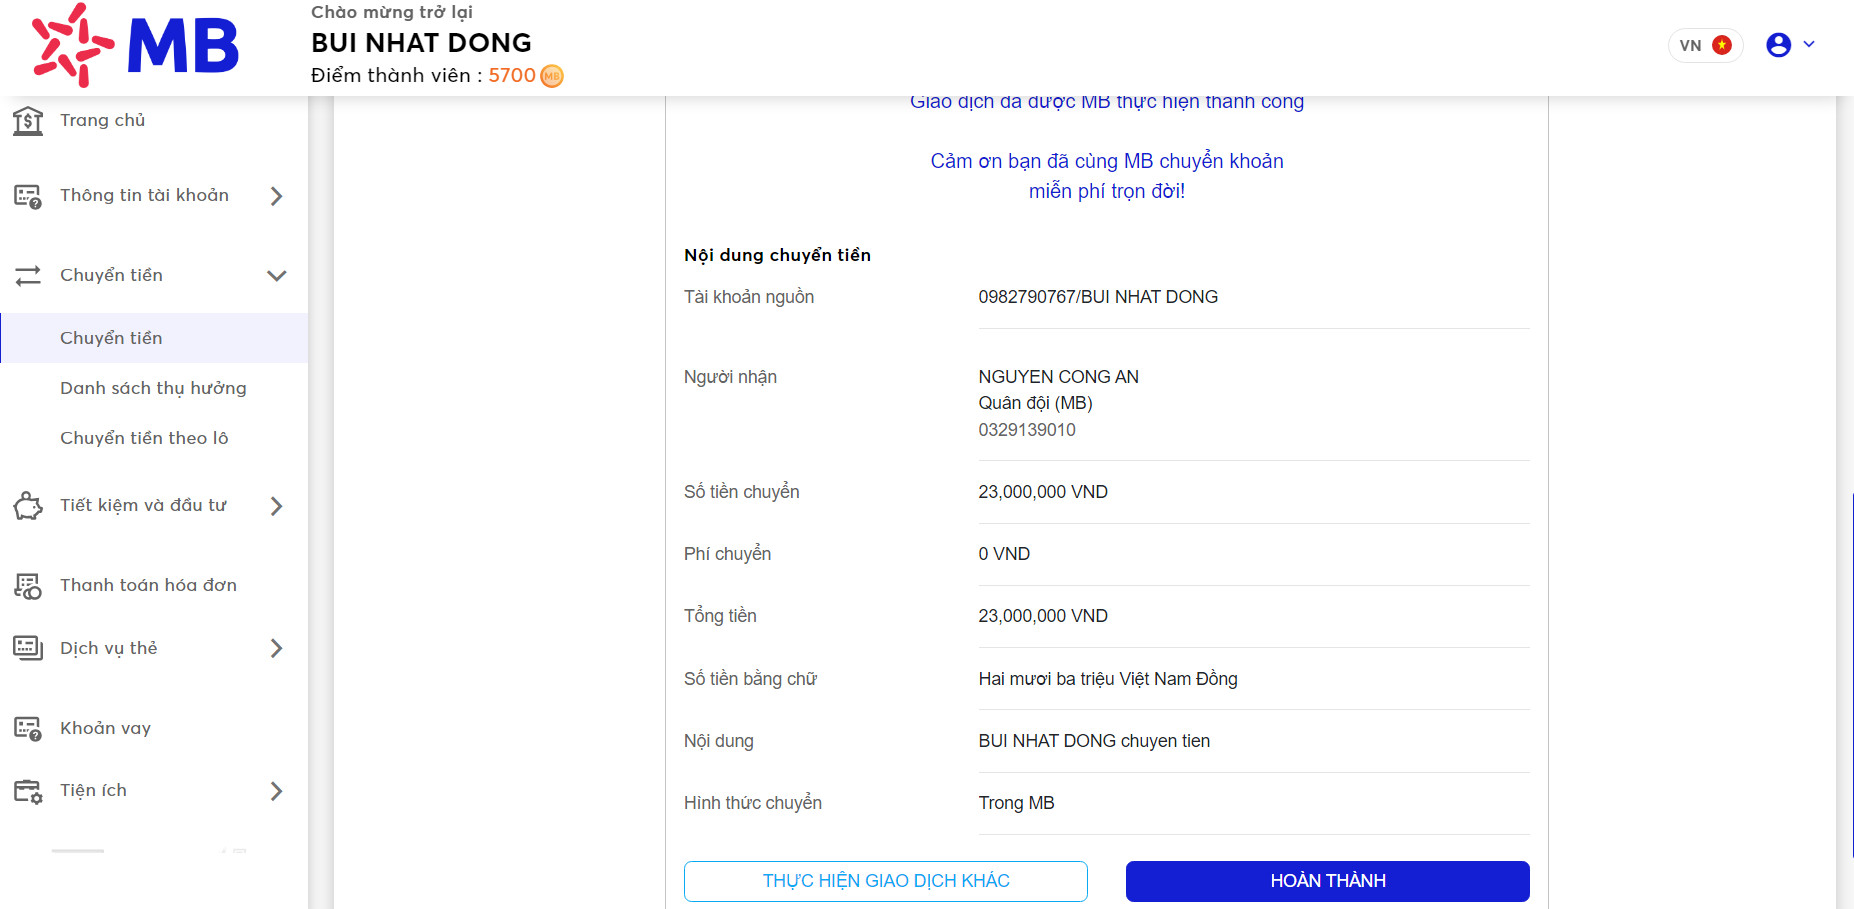 MB
Chào mừng trở lại
BUI NHAT DONG
Điểm thành viên : 5700 MB
VN
Trang chủ
Thông tin tài khoản
Chuyển tiền
Chuyển tiền
Danh sách thụ hưởng
Chuyển tiền theo lô
Tiết kiệm và đầu tư
Thanh toán hóa đơn
Dịch vụ thẻ
Khoản vay
Tiện ích
Giao dịch đã được MB thực hiện thành công
Cảm ơn bạn đã cùng MB chuyển khoản
miễn phí trọn đời!
Nội dung chuyển tiền
Tài khoản nguồn 0982790767/BUI NHAT DONG
Người nhận NGUYEN CONG AN
Quân đội (MB)
0329139010
Số tiền chuyển 23,000,000 VND
Phí chuyển 0 VND
Tổng tiền 23,000,000 VND
Số tiền bằng chữ Hai mươi ba triệu Việt Nam Đồng
Nội dung BUI NHAT DONG chuyen tien
Hình thức chuyển Trong MB
THỰC HIỆN GIAO DỊCH KHÁC HOÀN THÀNH